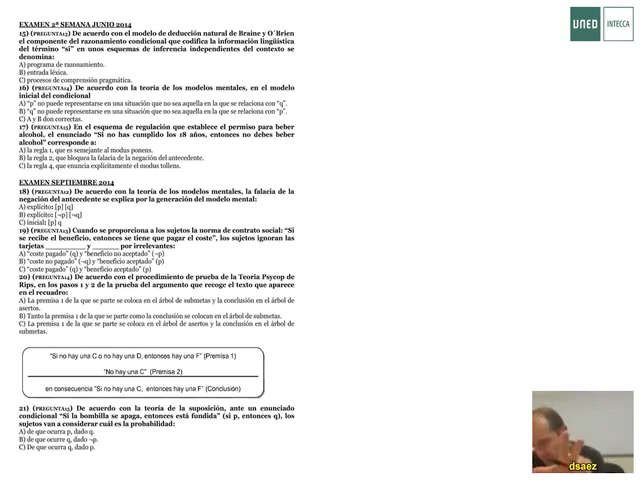 EXAMEN 2ª SEMANA JUNIO 2014
15) (PREGUNTA13) De acuerdo con el modelo de deducción natural de Braine y O´Brien
el componente del razonamiento condicional que codifica la información lingüística
del término "si" en unos esquemas de inferencia independientes del contexto se
denomina:
A) programa de razonamiento.
B) entrada léxica.
C) procesos de comprensión pragmática.
16) (PREGUNTA14) De acuerdo con la teoría de los modelos mentales, en el modelo
inicial del condicional
A) "p" no puede representarse en una situación que no sea aquella en la que se relaciona con "q".
B) "q" no puede representarse en una situación que no sea aquella en la que se relaciona con "p".
C) A y B don correctas.
17) (PREGUNTA15) En el esquema de regulación que establece el permiso para beber
alcohol, el enunciado "Si no has cumplido los 18 años, entonces no debes beber
alcohol" corresponde a:
A) la regla 1, que es semejante al modus ponens.
B) la regla 2, que bloquea la falacia de la negación del antecedente.
C) la regla 4, que enuncia explícitamente el modus tollens.
EXAMEN SEPTIEMBRE 2014
18) (PREGUNTA12) De acuerdo con la teoría de los modelos mentales, la falacia de la
negación del antecedente se explica por la generación del modelo mental:
A) explícito: [p] [q]
B) explícito: [¬p] [¬q]
C) inicial: [p] q
19) (PREGUNTA13) Cuando se proporciona a los sujetos la norma de contrato social: "Si
se recibe el beneficio, entonces se tiene que pagar el coste", los sujetos ignoran las
tarjetas _________ y ______ por irrelevantes:
A) "coste pagado" (q) y "beneficio no aceptado" (¬p)
B) "coste no pagado" (¬q) y "beneficio aceptado" (p)
C) "coste pagado" (q) y "beneficio aceptado" (p)
20) (PREGUNTA14) De acuerdo con el procedimiento de prueba de la Teoría Psycop de
Rips, en los pasos 1 y 2 de la prueba del argumento que recoge el texto que aparece
en el recuadro:
A) La premisa 1 de la que se parte se coloca en el árbol de submetas y la conclusión en el árbol de
asertos.
B) Tanto la premisa 1 de la que se parte como la conclusión se colocan en el árbol de submetas.
C) La premisa 1 de la que se parte se coloca en el árbol de asertos y la conclusión en el árbol de
submetas.
"Si no hay una C o no hay una D, entonces hay una F" (Premisa 1)
"No hay una C" (Premisa 2)
en consecuencia "Si no hay una C, entonces hay una F" (Conclusión)
21) (PREGUNTA13) De acuerdo con la teoría de la suposición, ante un enunciado
condicional "Si la bombilla se apaga, entonces está fundida" (si p, entonces q), los
sujetos van a considerar cuál es la probabilidad:
A) de que ocurra p, dado q.
B) de que ocurre q, dado ¬p.
C) De que ocurra q, dado p.
UNED
INTECCA
dsaez